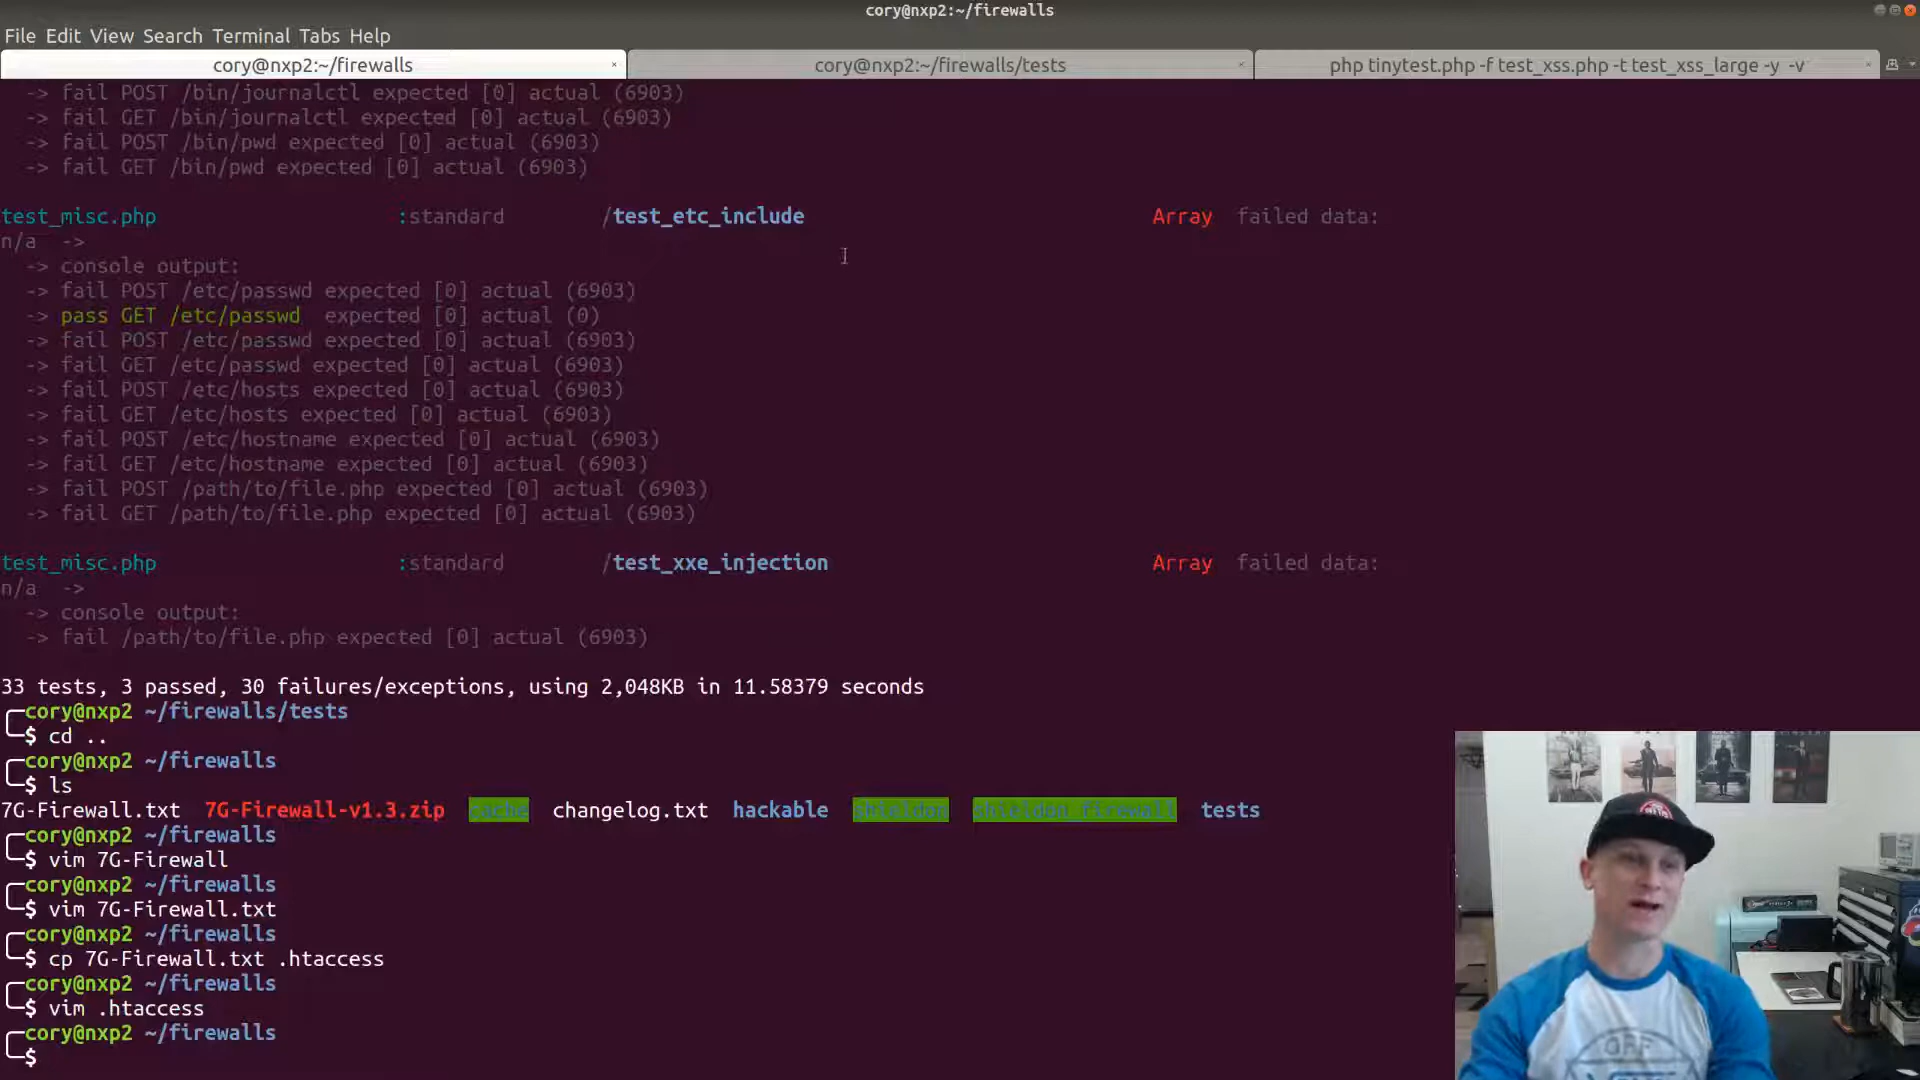 cory@nxp2:~/firewalls
File Edit View Search Terminal Tabs Help
cory@nxp2:~/firewalls × cory@nxp2:~/firewalls/tests × php tinytest.php -f test_xss.php -t test_xss_large -y -v ×
-> fail POST /bin/journalctl expected [0] actual (6903)
-> fail GET /bin/journalctl expected [0] actual (6903)
-> fail POST /bin/pwd expected [0] actual (6903)
-> fail GET /bin/pwd expected [0] actual (6903)
test_misc.php :standard /test_etc_include Array failed data:
n/a ->
-> console output:
-> fail POST /etc/passwd expected [0] actual (6903)
-> pass GET /etc/passwd expected [0] actual (0)
-> fail POST /etc/passwd expected [0] actual (6903)
-> fail GET /etc/passwd expected [0] actual (6903)
-> fail POST /etc/hosts expected [0] actual (6903)
-> fail GET /etc/hosts expected [0] actual (6903)
-> fail POST /etc/hostname expected [0] actual (6903)
-> fail GET /etc/hostname expected [0] actual (6903)
-> fail POST /path/to/file.php expected [0] actual (6903)
-> fail GET /path/to/file.php expected [0] actual (6903)
test_misc.php :standard /test_xxe_injection Array failed data:
n/a ->
-> console output:
-> fail /path/to/file.php expected [0] actual (6903)
33 tests, 3 passed, 30 failures/exceptions, using 2,048KB in 11.58379 seconds
cory@nxp2 ~/firewalls/tests
$ cd ..
cory@nxp2 ~/firewalls
$ ls
7G-Firewall.txt 7G-Firewall-v1.3.zip cache changelog.txt hackable shieldon shieldon_firewall tests
cory@nxp2 ~/firewalls
$ vim 7G-Firewall
cory@nxp2 ~/firewalls
$ vim 7G-Firewall.txt
cory@nxp2 ~/firewalls
$ cp 7G-Firewall.txt .htaccess
cory@nxp2 ~/firewalls
$ vim .htaccess
cory@nxp2 ~/firewalls
$